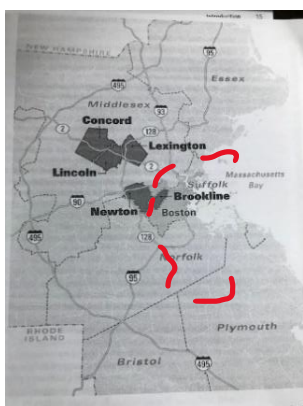 Introduction 15
NEW HAMPSHIRE
95
495
Essex
Middlesex
93
Concord
2
128
Lexington
2
Lincoln
Massachusetts
Bay
Suffolk
90
Brookline
Newton
Boston
495
128
Norfolk
95
RHODE
ISLAND
Plymouth
Bristol
495